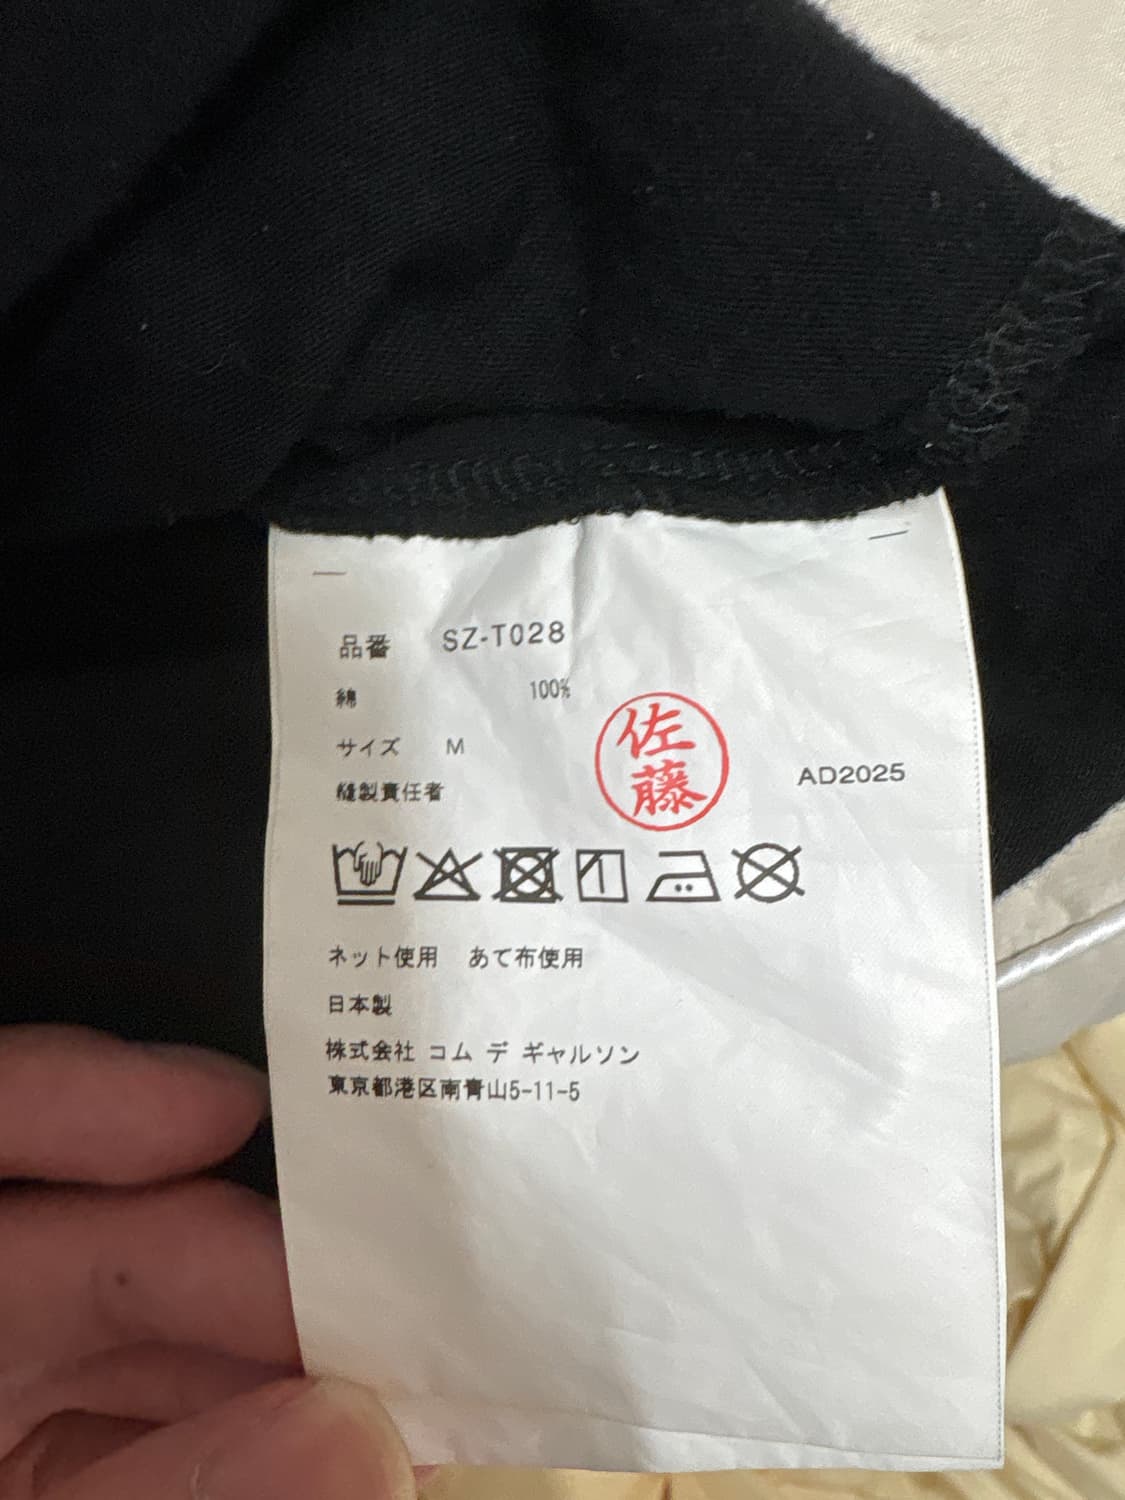 品番 SZ-T028
綿 100%
サイズ M
縫製責任者 佐藤 AD2025
ネット使用 あて布使用
日本製
株式会社 コム デ ギャルソン
東京都港区南青山5-11-5